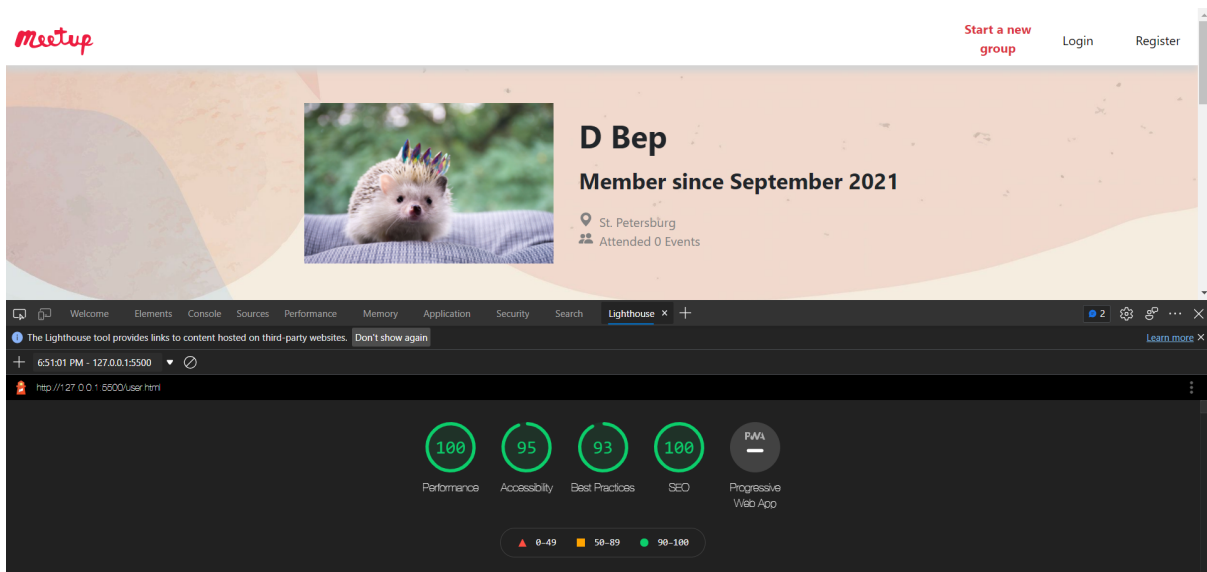 Meetup
Start a new
group
Login
Register
D Bep
Member since September 2021
St. Petersburg
Attended 0 Events
Welcome Elements Console Sources Performance Memory Application Security Search Lighthouse × + 2
The Lighthouse tool provides links to content hosted on third-party websites. Don't show again Learn more
6:51:01 PM - 127.0.0.1:5500
http://127.0.0.1:5500/user.html
100 95 93 100 PWA
Performance Accessibility Best Practices SEO Progressive
Web App
0–49 50–89 90–100